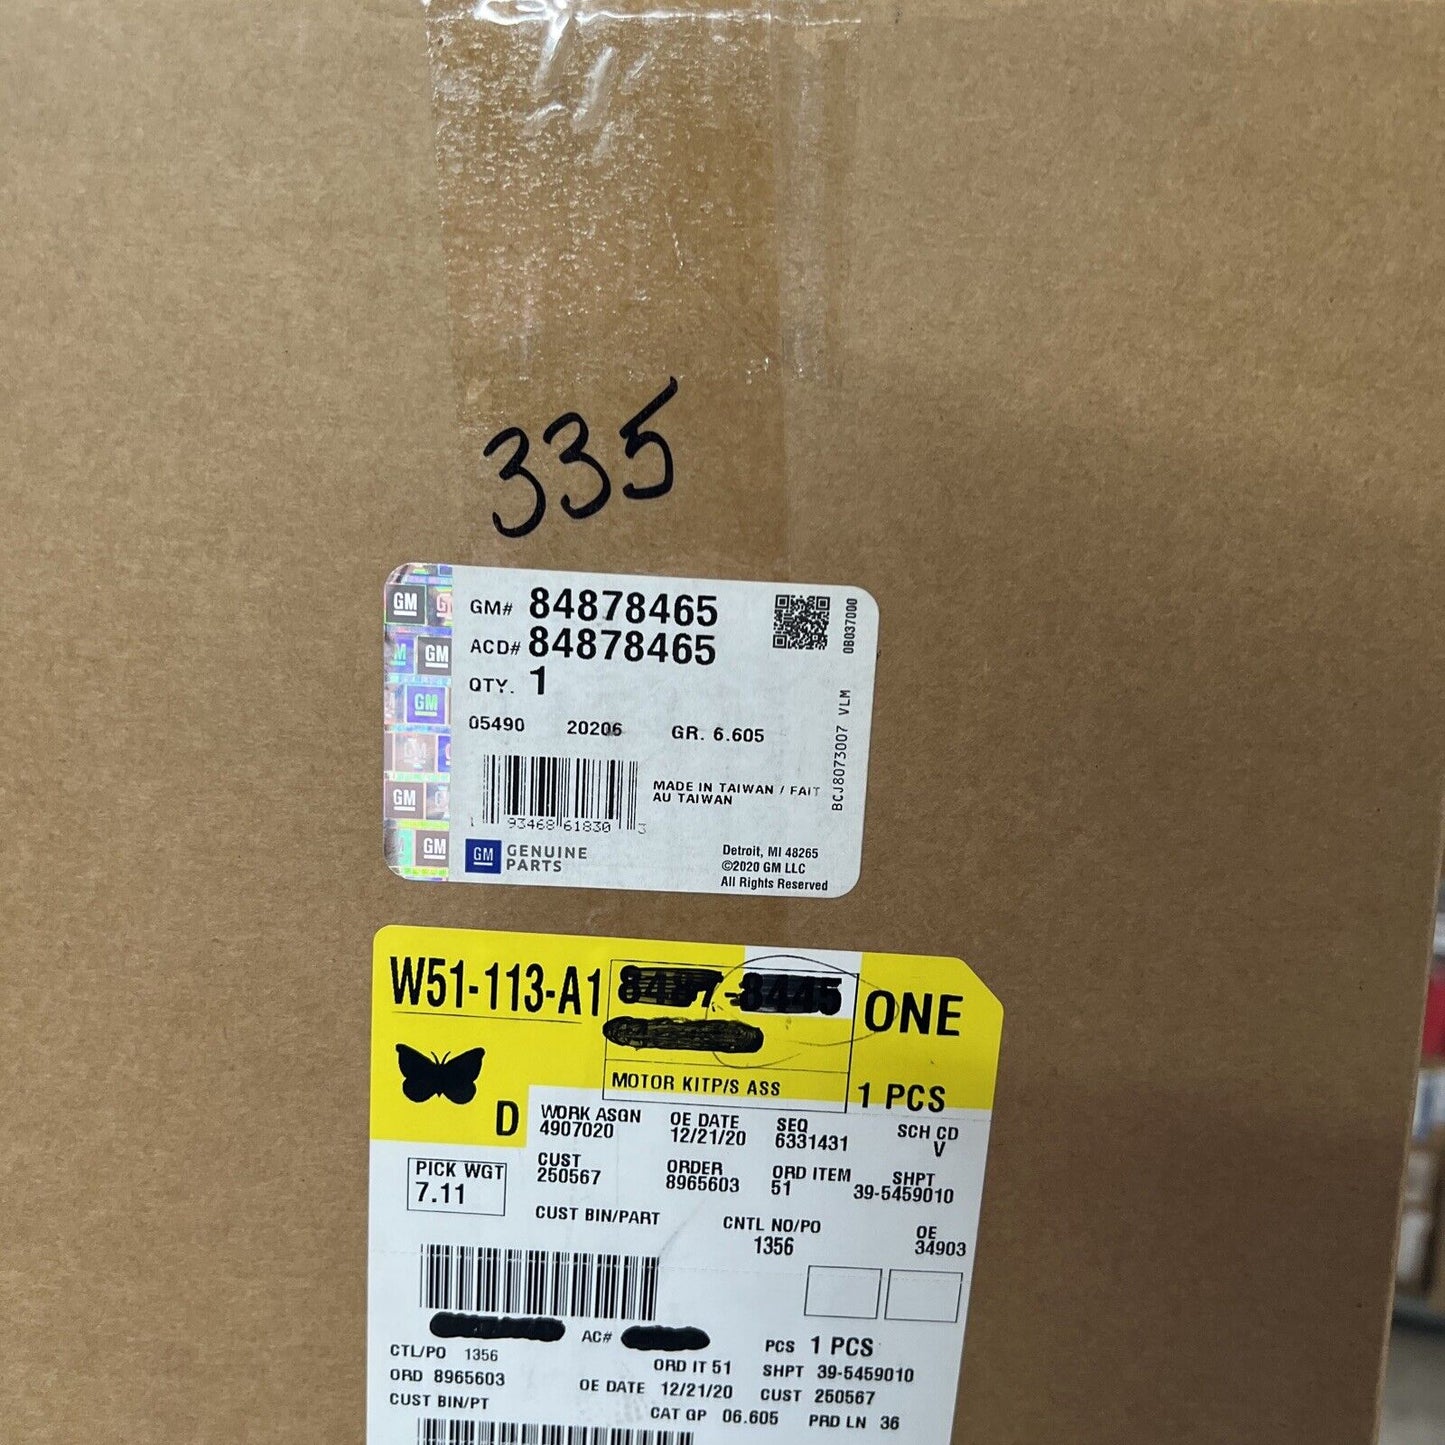 335
GM# 84878465
ACD# 84878465
QTY. 1
05490 20206 GR. 6.605
MADE IN TAIWAN / FAIT
AU TAIWAN
1 93468 61830 3
GM GENUINE
PARTS
Detroit, MI 48265
©2020 GM LLC
All Rights Reserved
0B037000
BCJ8073007 VLM
GM
GM
GM
GM
GM
W51-113-A1
ONE
MOTOR KITP/S ASS
1 PCS
D
WORK ASGN
4907020
OE DATE
12/21/20
SEQ
6331431
SCH CD
V
PICK WGT
7.11
CUST
250567
ORDER
8965603
ORD ITEM
51
SHPT
39-5459010
CUST BIN/PART
CNTL NO/PO
1356
OE
34903
AC#
PCS 1 PCS
CTL/PO 1356
ORD IT 51
SHPT 39-5459010
ORD 8965603
OE DATE 12/21/20
CUST 250567
CUST BIN/PT
CAT GP 06.605
PRD LN 36